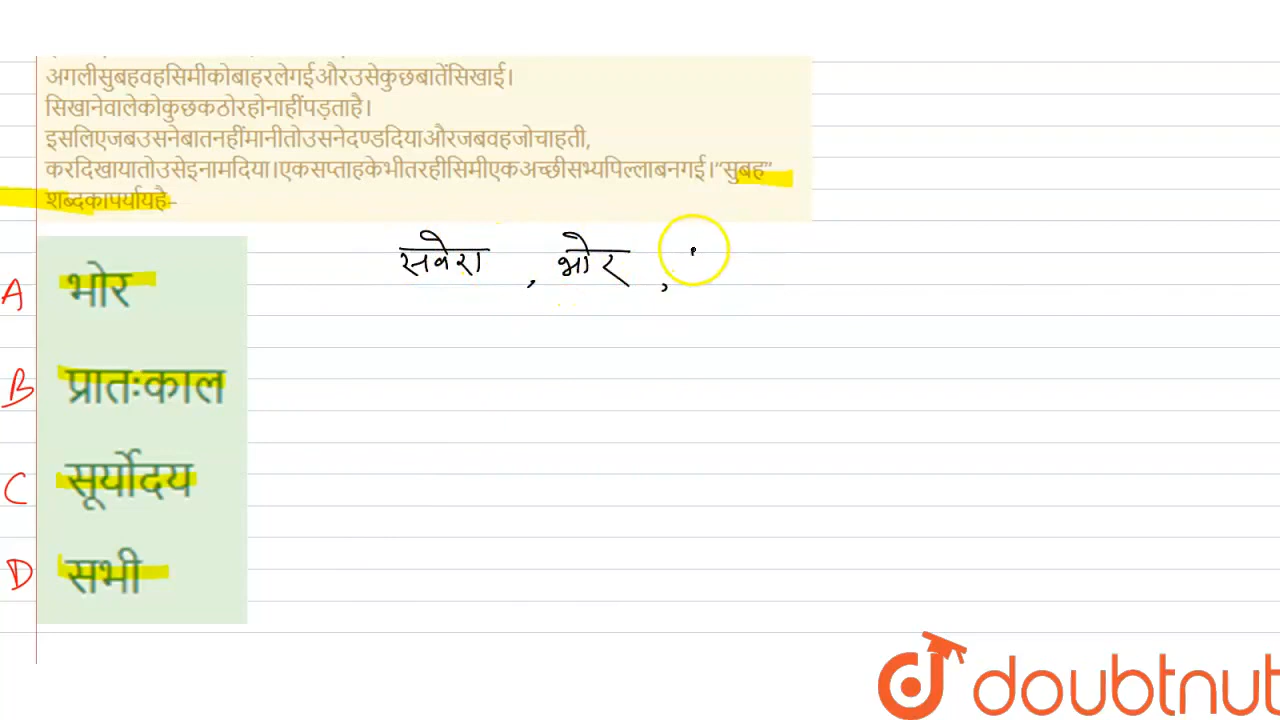 अगलीसुबहवहसिमीकोबाहरलेगईऔरउसेकुछबातेंसिखाई।
सिखानेवालेकोकुछकठोरहोनाहींपड़ताहै।
इसलिएजबउसनेबातनहींमानीतोउसनेदण्डदियाऔरजबवहजोचाहती,
करदिखायातोउसेइनामदिया।एकसप्ताहकेभीतरहीसिमीएकअच्छीसभ्यपिल्लाबनगई।“सुबह”
शब्दकापर्यायहै–
सवेरा , भोर ,
A भोर
B प्रातःकाल
C सूर्योदय
D सभी
doubtnut